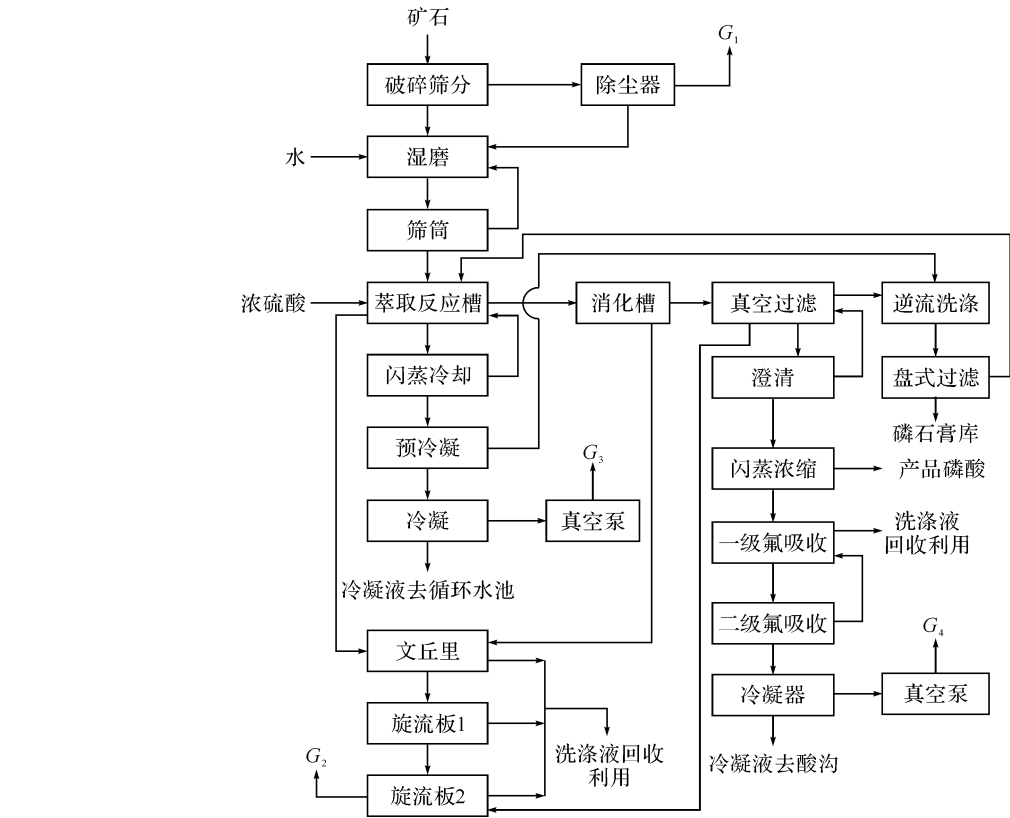 矿石
G1
破碎筛分
除尘器
水
湿磨
筛筒
浓硫酸
萃取反应槽
消化槽
真空过滤
逆流洗涤
闪蒸冷却
澄清
盘式过滤
磷石膏库
预冷凝
G3
闪蒸浓缩
产品磷酸
冷凝
真空泵
一级氟吸收
洗涤液
回收利用
冷凝液去循环水池
二级氟吸收
G4
文丘里
冷凝器
真空泵
旋流板1
洗涤液回收
利用
冷凝液去酸沟
G2
旋流板2